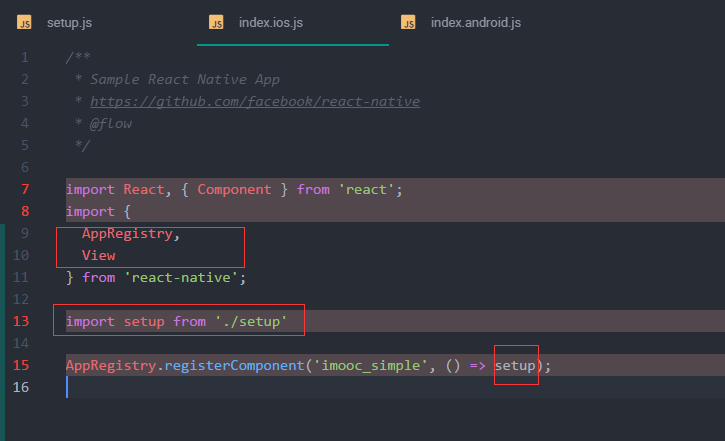 JS setup.js JS index.ios.js JS index.android.js
1 /**
2 * Sample React Native App
3 * https://github.com/facebook/react-native
4 * @flow
5 */
6
7 import React, { Component } from 'react';
8 import {
9 AppRegistry,
10 View
11 } from 'react-native';
12
13 import setup from './setup'
14
15 AppRegistry.registerComponent('imooc_simple', () => setup);
16